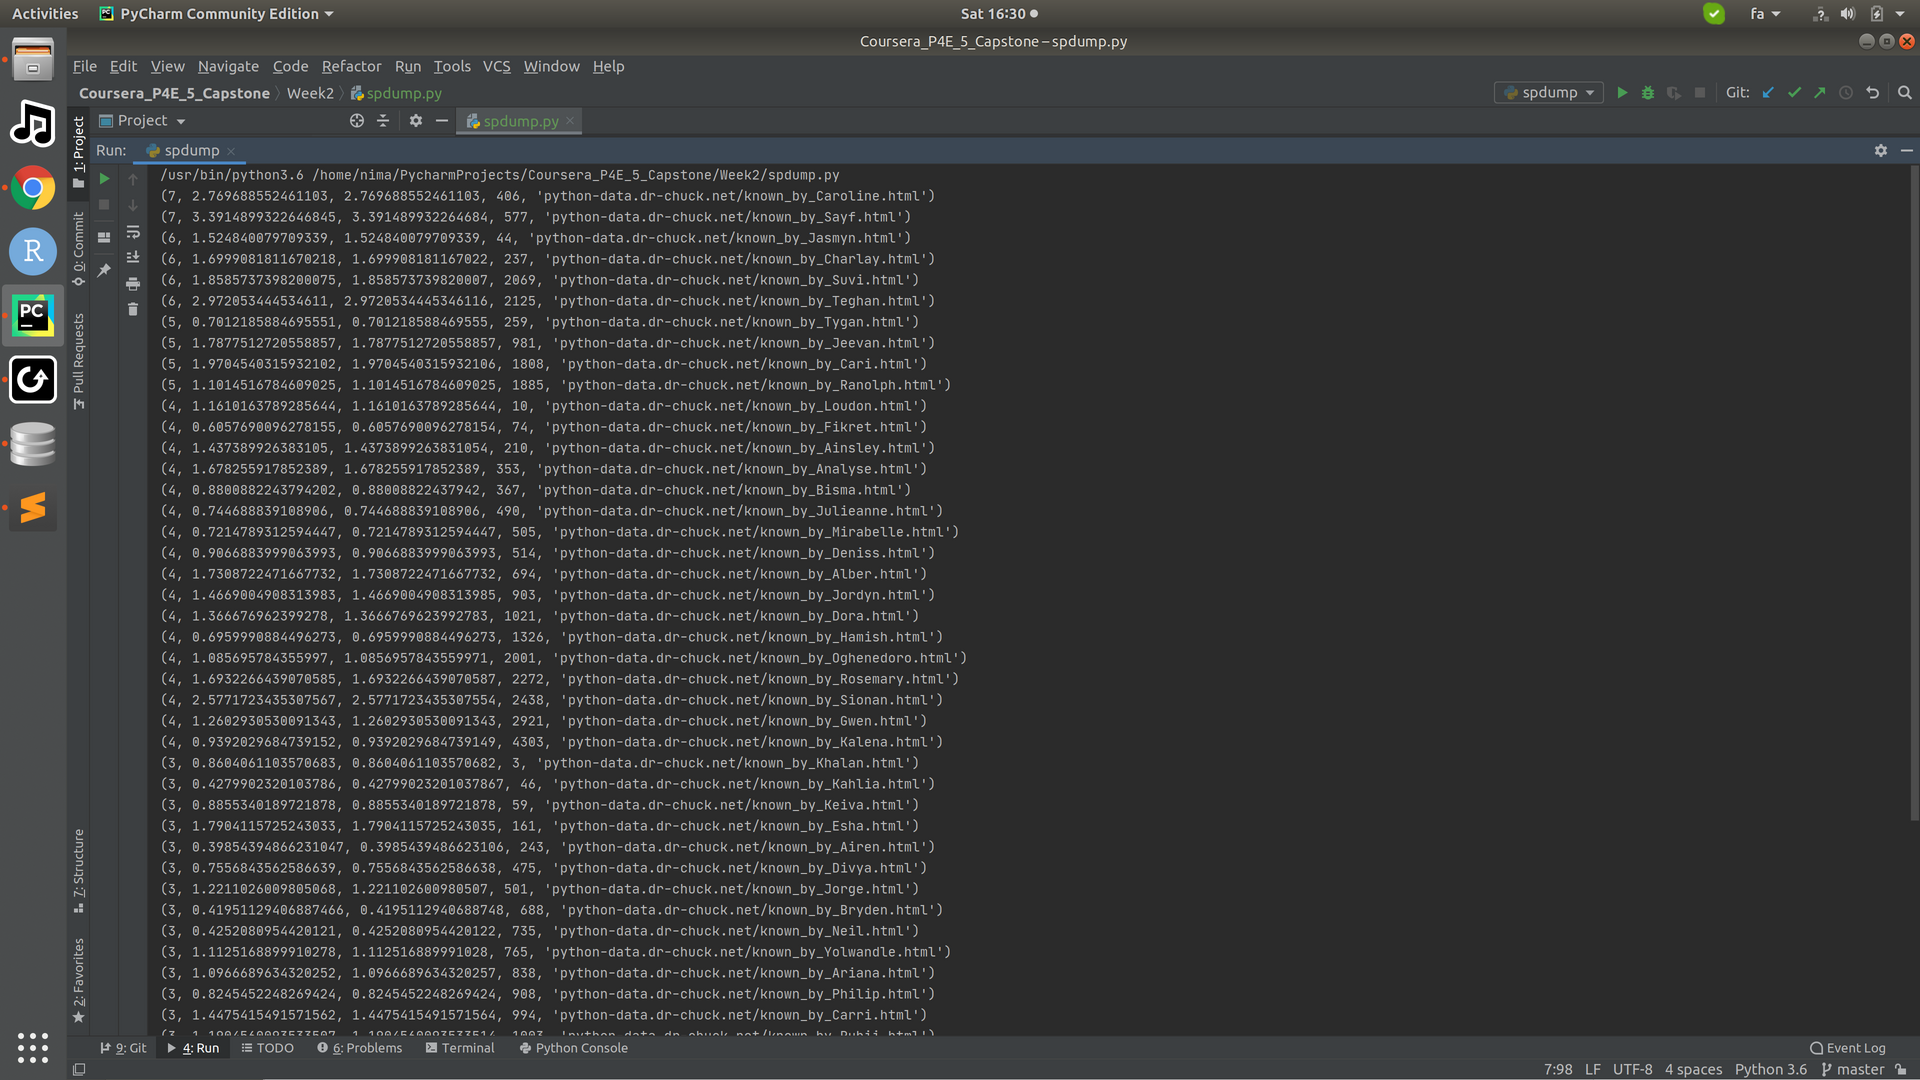 Activities PyCharm Community Edition Sat 16:30 fa
Coursera_P4E_5_Capstone – spdump.py
File Edit View Navigate Code Refactor Run Tools VCS Window Help
Coursera_P4E_5_Capstone Week2 spdump.py spdump Git:
1: Project Project spdump.py
Run: spdump
/usr/bin/python3.6 /home/nima/PycharmProjects/Coursera_P4E_5_Capstone/Week2/spdump.py
(7, 2.769688552461103, 2.769688552461103, 406, 'python-data.dr-chuck.net/known_by_Caroline.html')
(7, 3.3914899322646845, 3.391489932264684, 577, 'python-data.dr-chuck.net/known_by_Sayf.html')
(6, 1.524840079709339, 1.524840079709339, 44, 'python-data.dr-chuck.net/known_by_Jasmyn.html')
(6, 1.6999081811670218, 1.699908181167022, 237, 'python-data.dr-chuck.net/known_by_Charlay.html')
(6, 1.8585737398200075, 1.858573739820007, 2069, 'python-data.dr-chuck.net/known_by_Suvi.html')
(6, 2.972053444534611, 2.9720534445346116, 2125, 'python-data.dr-chuck.net/known_by_Teghan.html')
(5, 0.7012185884695551, 0.701218588469555, 259, 'python-data.dr-chuck.net/known_by_Tygan.html')
(5, 1.7877512720558857, 1.7877512720558857, 981, 'python-data.dr-chuck.net/known_by_Jeevan.html')
(5, 1.9704540315932102, 1.9704540315932106, 1808, 'python-data.dr-chuck.net/known_by_Cari.html')
(5, 1.1014516784609025, 1.1014516784609025, 1885, 'python-data.dr-chuck.net/known_by_Ranolph.html')
(4, 1.1610163789285644, 1.1610163789285644, 10, 'python-data.dr-chuck.net/known_by_Loudon.html')
(4, 0.6057690096278155, 0.6057690096278154, 74, 'python-data.dr-chuck.net/known_by_Fikret.html')
(4, 1.437389926383105, 1.4373899263831054, 210, 'python-data.dr-chuck.net/known_by_Ainsley.html')
(4, 1.678255917852389, 1.678255917852389, 353, 'python-data.dr-chuck.net/known_by_Analyse.html')
(4, 0.8800882243794202, 0.88008822437942, 367, 'python-data.dr-chuck.net/known_by_Bisma.html')
(4, 0.744688839108906, 0.744688839108906, 490, 'python-data.dr-chuck.net/known_by_Julieanne.html')
(4, 0.7214789312594447, 0.7214789312594447, 505, 'python-data.dr-chuck.net/known_by_Mirabelle.html')
(4, 0.9066883999063993, 0.9066883999063993, 514, 'python-data.dr-chuck.net/known_by_Deniss.html')
(4, 1.7308722471667732, 1.7308722471667732, 694, 'python-data.dr-chuck.net/known_by_Alber.html')
(4, 1.4669004908313983, 1.4669004908313985, 903, 'python-data.dr-chuck.net/known_by_Jordyn.html')
(4, 1.366676962399278, 1.3666769623992783, 1021, 'python-data.dr-chuck.net/known_by_Dora.html')
(4, 0.6959990884496273, 0.6959990884496273, 1326, 'python-data.dr-chuck.net/known_by_Hamish.html')
(4, 1.085695784355997, 1.0856957843559971, 2001, 'python-data.dr-chuck.net/known_by_Oghenedoro.html')
(4, 1.6932266439070585, 1.6932266439070587, 2272, 'python-data.dr-chuck.net/known_by_Rosemary.html')
(4, 2.5771723435307567, 2.5771723435307554, 2438, 'python-data.dr-chuck.net/known_by_Sionan.html')
(4, 1.2602930530091343, 1.2602930530091343, 2921, 'python-data.dr-chuck.net/known_by_Gwen.html')
(4, 0.9392029684739152, 0.9392029684739149, 4303, 'python-data.dr-chuck.net/known_by_Kalena.html')
(3, 0.8604061103570683, 0.8604061103570682, 3, 'python-data.dr-chuck.net/known_by_Khalan.html')
(3, 0.4279902320103786, 0.42799023201037867, 46, 'python-data.dr-chuck.net/known_by_Kahlia.html')
(3, 0.8855340189721878, 0.8855340189721878, 59, 'python-data.dr-chuck.net/known_by_Keiva.html')
(3, 1.7904115725243033, 1.7904115725243035, 161, 'python-data.dr-chuck.net/known_by_Esha.html')
(3, 0.39854394866231047, 0.3985439486623106, 243, 'python-data.dr-chuck.net/known_by_Airen.html')
(3, 0.7556843562586639, 0.7556843562586638, 475, 'python-data.dr-chuck.net/known_by_Divya.html')
(3, 1.2211026009805068, 1.221102600980507, 501, 'python-data.dr-chuck.net/known_by_Jorge.html')
(3, 0.41951129406887466, 0.4195112940688748, 688, 'python-data.dr-chuck.net/known_by_Bryden.html')
(3, 0.4252080954420121, 0.4252080954420122, 735, 'python-data.dr-chuck.net/known_by_Neil.html')
(3, 1.1125168899910278, 1.112516889991028, 765, 'python-data.dr-chuck.net/known_by_Yolwandle.html')
(3, 1.0966689634320252, 1.0966689634320257, 838, 'python-data.dr-chuck.net/known_by_Ariana.html')
(3, 0.8245452248269424, 0.8245452248269424, 908, 'python-data.dr-chuck.net/known_by_Philip.html')
(3, 1.4475415491571562, 1.4475415491571564, 994, 'python-data.dr-chuck.net/known_by_Carri.html')
0: Commit
Pull Requests
7: Structure
2: Favorites
R
PC
9: Git 4: Run TODO 6: Problems Terminal Python Console Event Log
7:98 LF UTF-8 4 spaces Python 3.6 master